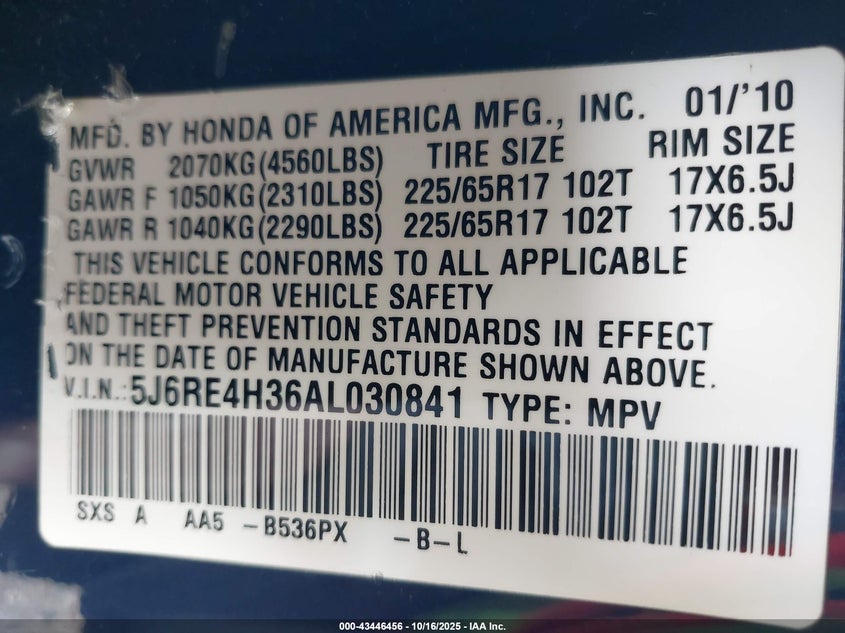 MFD. BY HONDA OF AMERICA MFG., INC. 01/'10
GVWR 2070KG(4560LBS) TIRE SIZE RIM SIZE
GAWR F 1050KG(2310LBS) 225/65R17 102T 17X6.5J
GAWR R 1040KG(2290LBS) 225/65R17 102T 17X6.5J
THIS VEHICLE CONFORMS TO ALL APPLICABLE
FEDERAL MOTOR VEHICLE SAFETY
AND THEFT PREVENTION STANDARDS IN EFFECT
ON THE DATE OF MANUFACTURE SHOWN ABOVE.
V.I.N.: 5J6RE4H36AL030841 TYPE: MPV
SXS A AA5 -B536PX -B-L
000-43446456 - 10/16/2025 - IAA Inc.